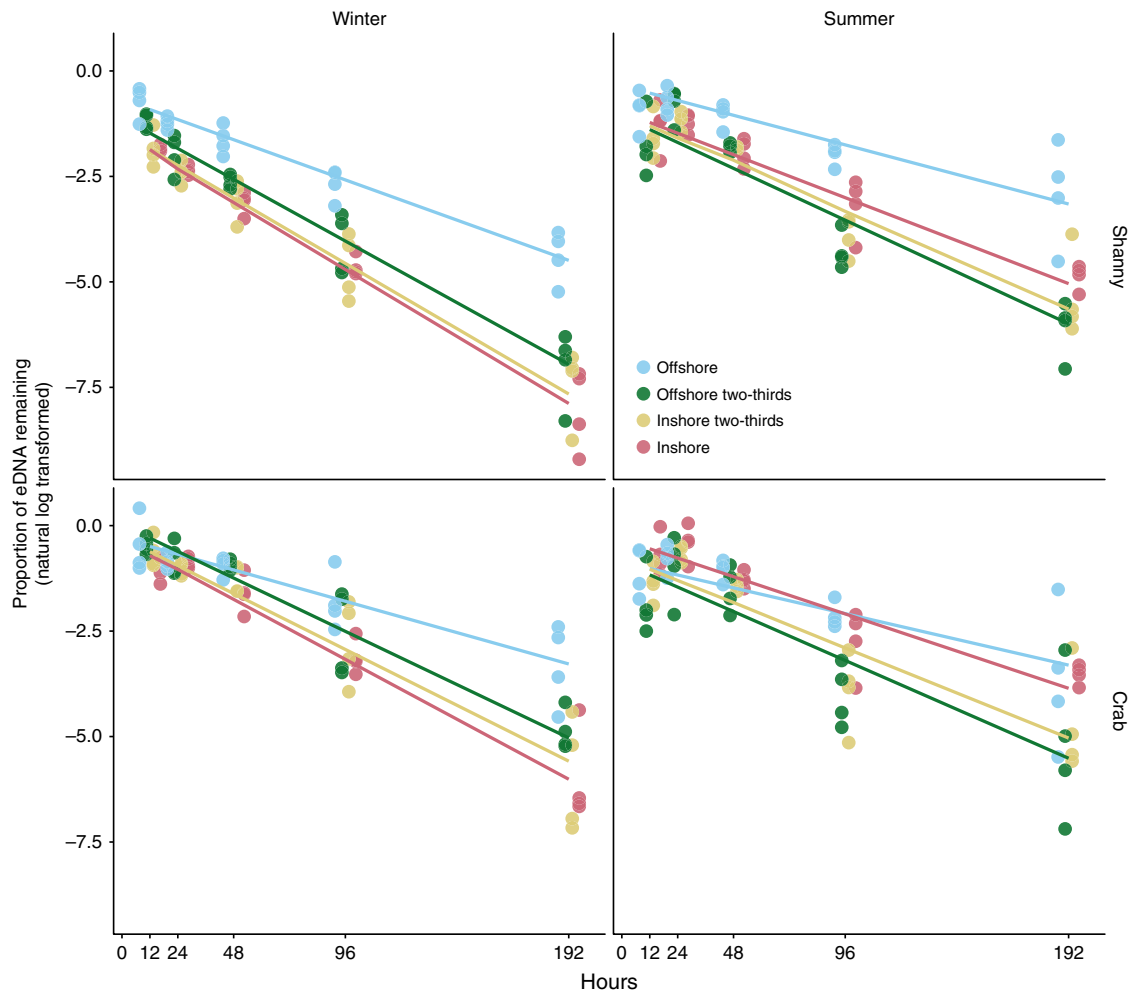 Winter
Summer
0.0
−2.5
−5.0
−7.5
Shanny
Offshore
Offshore two-thirds
Inshore two-thirds
Inshore
Proportion of eDNA remaining
(natural log transformed)
0.0
−2.5
−5.0
−7.5
Crab
0 12 24 48 96 192
0 12 24 48 96 192
Hours